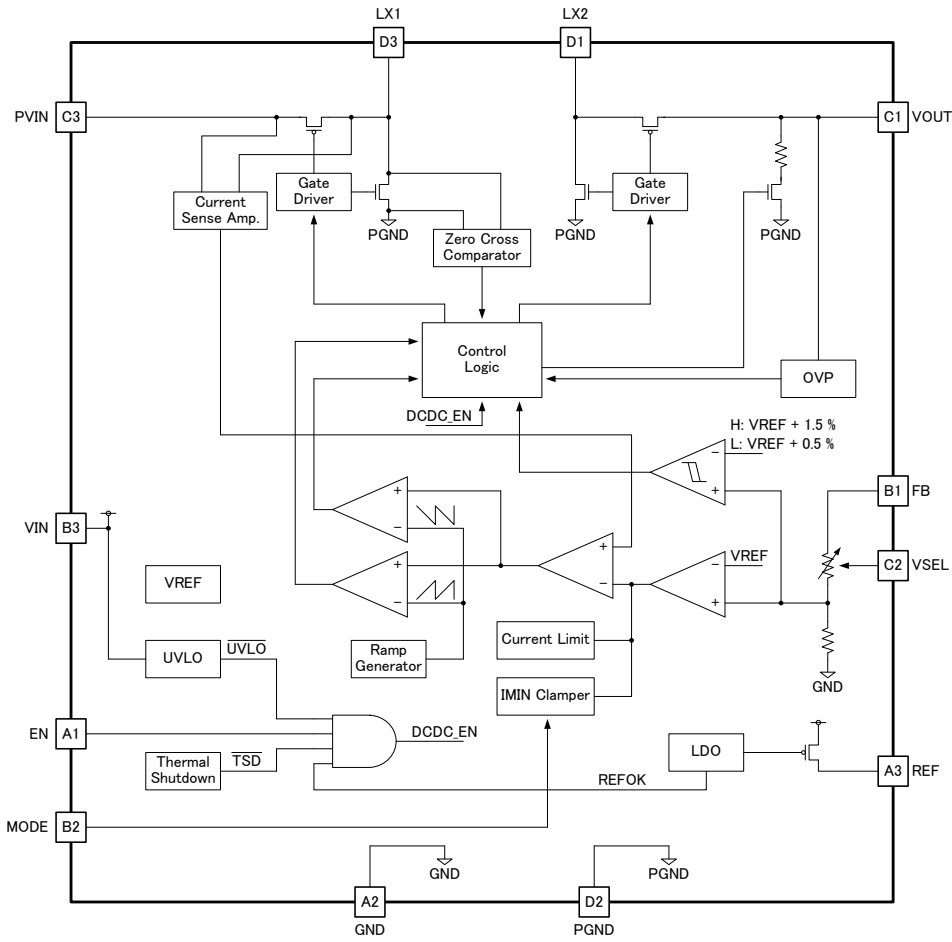 LX1
LX2
D3
D1
PVIN
C3
C1
VOUT
Current
Sense Amp.
Gate
Driver
PGND
Zero Cross
Comparator
PGND
Gate
Driver
PGND
Control
Logic
OVP
DCDC_EN
H: VREF + 1.5 %
L: VREF + 0.5 %
−
+
B1
FB
+
−
VIN
B3
C2
VSEL
VREF
+
−
+
−
VREF
−
+
Current Limit
GND
UVLO
UVLO
Ramp
Generator
IMIN Clamper
EN
A1
DCDC_EN
LDO
Thermal
Shutdown
TSD
REFOK
A3
REF
MODE
B2
GND
PGND
A2
D2
GND
PGND